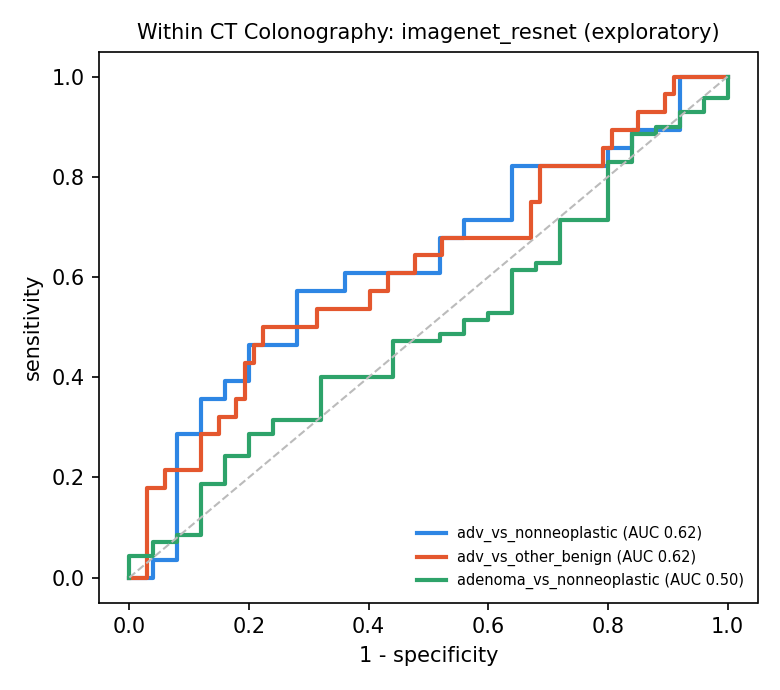 Within CT Colonography: imagenet_resnet (exploratory)
1.0
0.8
0.6
0.4
0.2
0.0
sensitivity
adv_vs_nonneoplastic (AUC 0.62)
adv_vs_other_benign (AUC 0.62)
adenoma_vs_nonneoplastic (AUC 0.50)
0.0 0.2 0.4 0.6 0.8 1.0
1 - specificity